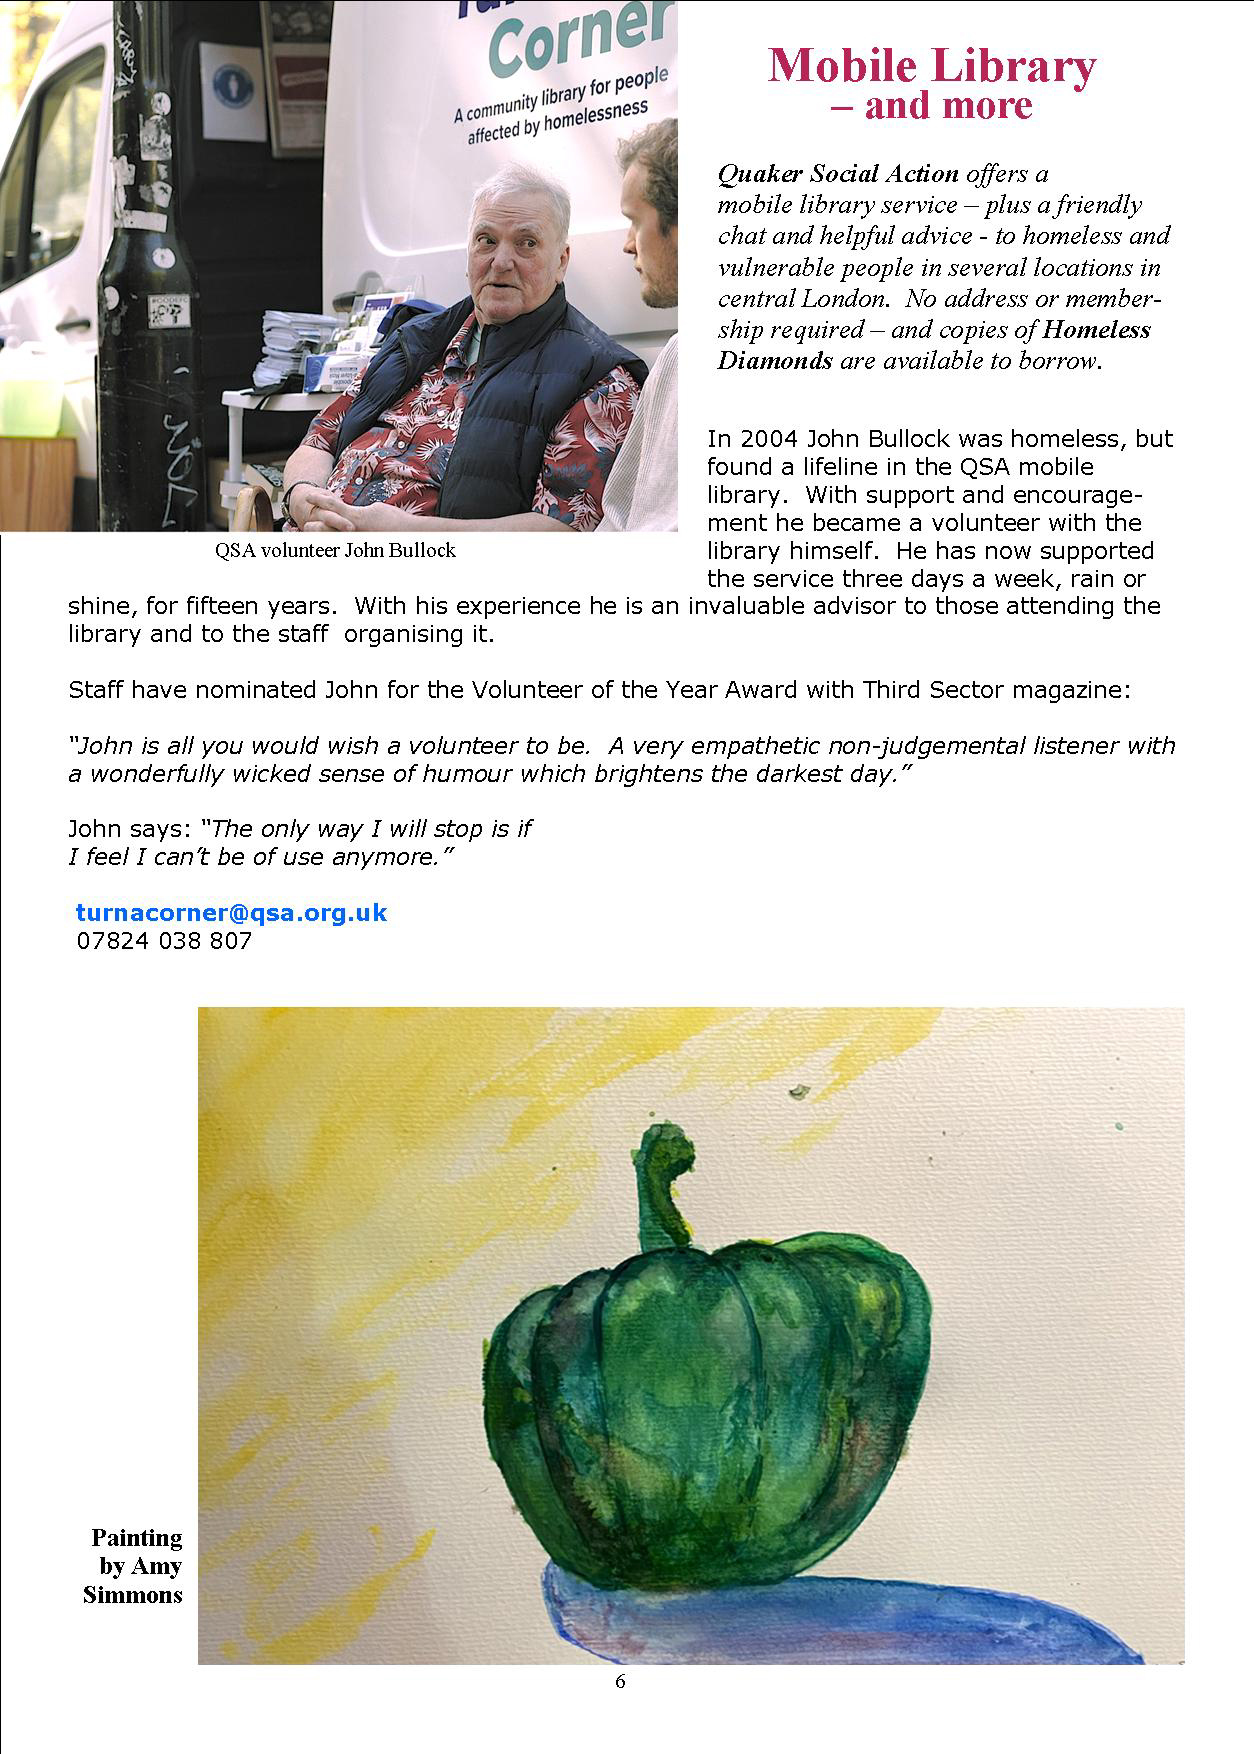 Corner
A community library for people
affected by homelessness
Mobile Library
– and more
Quaker Social Action offers a
mobile library service – plus a friendly
chat and helpful advice - to homeless and
vulnerable people in several locations in
central London.  No address or member-
ship required – and copies of Homeless
Diamonds are available to borrow.
In 2004 John Bullock was homeless, but
found a lifeline in the QSA mobile
library.  With support and encourage-
ment he became a volunteer with the
library himself.  He has now supported
the service three days a week, rain or
QSA volunteer John Bullock
shine, for fifteen years.  With his experience he is an invaluable advisor to those attending the
library and to the staff  organising it.
Staff have nominated John for the Volunteer of the Year Award with Third Sector magazine:
“John is all you would wish a volunteer to be.  A very empathetic non-judgemental listener with
a wonderfully wicked sense of humour which brightens the darkest day.”
John says: “The only way I will stop is if
I feel I can’t be of use anymore.”
turnacorner@qsa.org.uk
07824 038 807
Painting
by Amy
Simmons
6